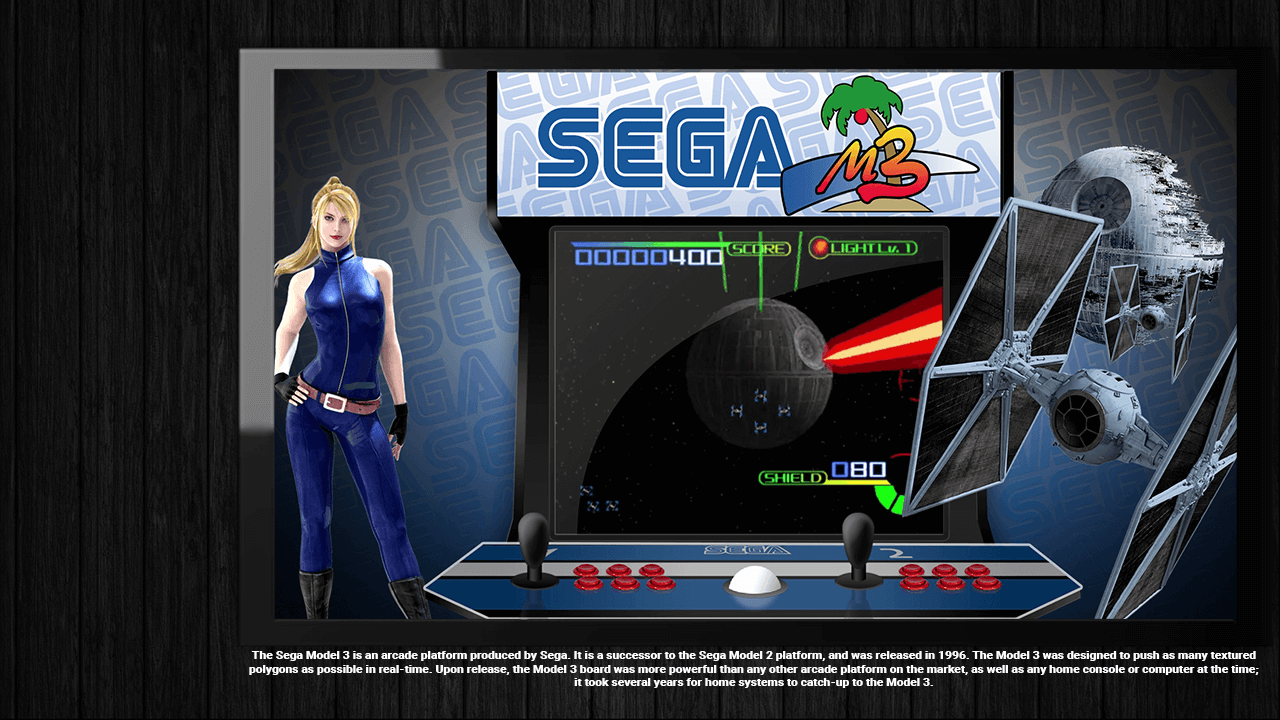 SEGA M3
SCORE LIGHT Lv. 1
00000400
SHIELD 080
SEGA 2
The Sega Model 3 is an arcade platform produced by Sega. It is a successor to the Sega Model 2 platform, and was released in 1996. The Model 3 was designed to push as many textured
polygons as possible in real-time. Upon release, the Model 3 board was more powerful than any other arcade platform on the market, as well as any home console or computer at the time;
it took several years for home systems to catch-up to the Model 3.